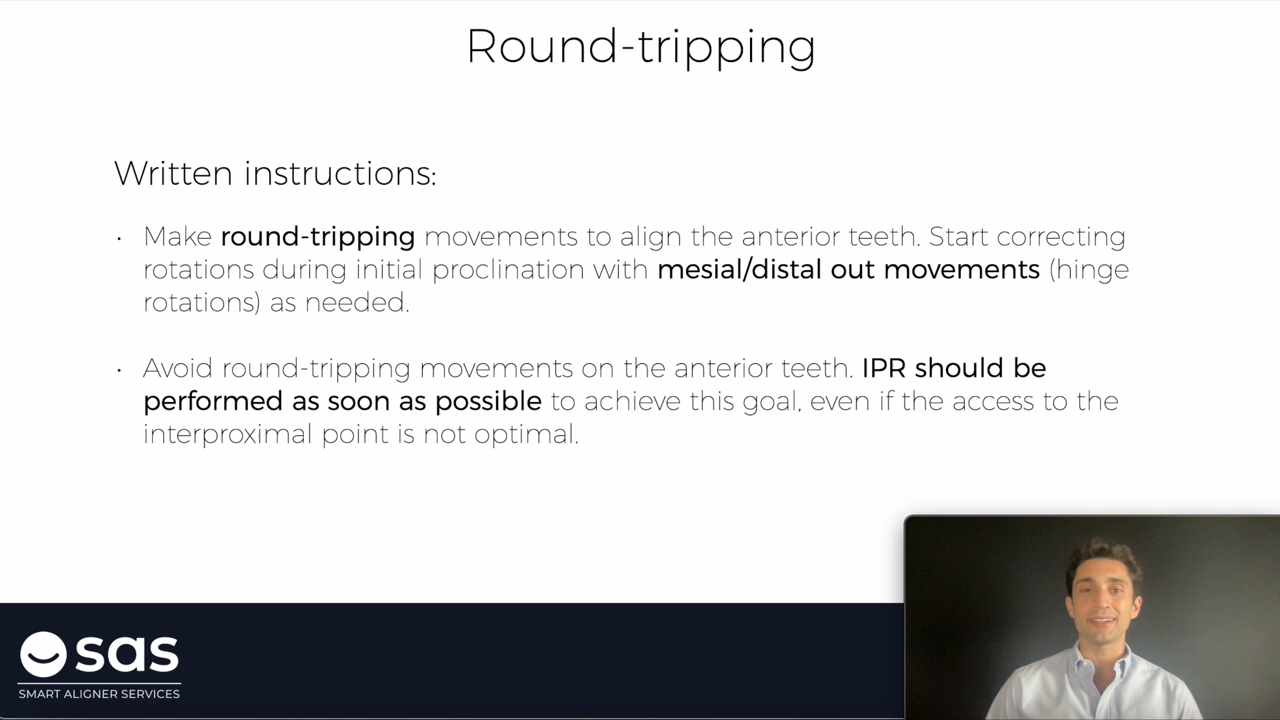 Round-tripping
Written instructions:
· Make round-tripping movements to align the anterior teeth. Start correcting
rotations during initial proclination with mesial/distal out movements (hinge
rotations) as needed.
· Avoid round-tripping movements on the anterior teeth. IPR should be
performed as soon as possible to achieve this goal, even if the access to the
interproximal point is not optimal.
sas
SMART ALIGNER SERVICES